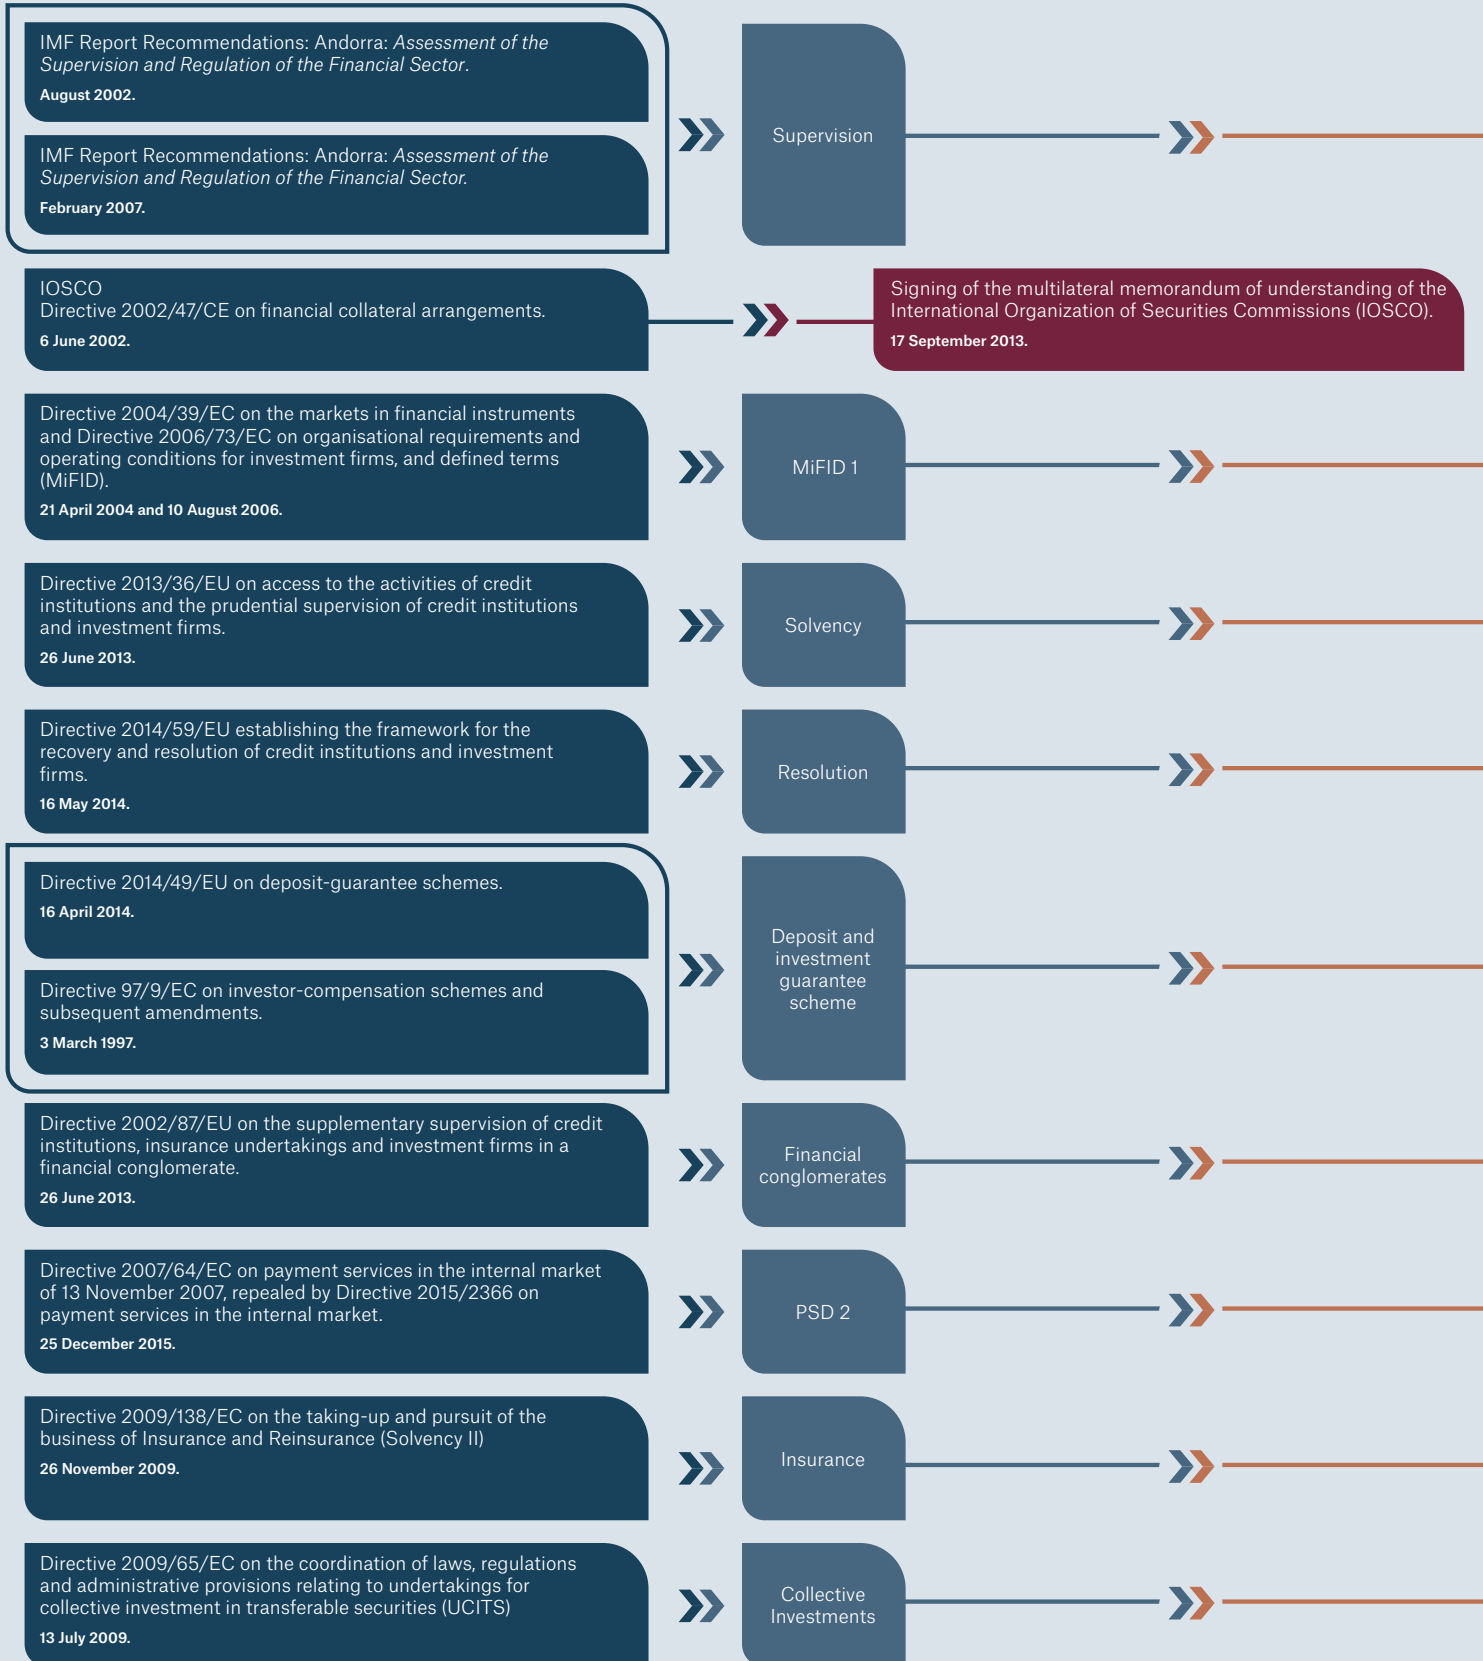 IMF Report Recommendations: Andorra: Assessment of the
Supervision and Regulation of the Financial Sector.
August 2002.
IMF Report Recommendations: Andorra: Assessment of the
Supervision and Regulation of the Financial Sector.
February 2007.
Supervision
IOSCO
Directive 2002/47/CE on financial collateral arrangements.
6 June 2002.
Signing of the multilateral memorandum of understanding of the
International Organization of Securities Commissions (IOSCO).
17 September 2013.
Directive 2004/39/EC on the markets in financial instruments
and Directive 2006/73/EC on organisational requirements and
operating conditions for investment firms, and defined terms
(MiFID).
21 April 2004 and 10 August 2006.
MiFID 1
Directive 2013/36/EU on access to the activities of credit
institutions and the prudential supervision of credit institutions
and investment firms.
26 June 2013.
Solvency
Directive 2014/59/EU establishing the framework for the
recovery and resolution of credit institutions and investment
firms.
16 May 2014.
Resolution
Directive 2014/49/EU on deposit-guarantee schemes.
16 April 2014.
Directive 97/9/EC on investor-compensation schemes and
subsequent amendments.
3 March 1997.
Deposit and
investment
guarantee
scheme
Directive 2002/87/EU on the supplementary supervision of credit
institutions, insurance undertakings and investment firms in a
financial conglomerate.
26 June 2013.
Financial
conglomerates
Directive 2007/64/EC on payment services in the internal market
of 13 November 2007, repealed by Directive 2015/2366 on
payment services in the internal market.
25 December 2015.
PSD 2
Directive 2009/138/EC on the taking-up and pursuit of the
business of Insurance and Reinsurance (Solvency II)
26 November 2009.
Insurance
Directive 2009/65/EC on the coordination of laws, regulations
and administrative provisions relating to undertakings for
collective investment in transferable securities (UCITS)
13 July 2009.
Collective
Investments